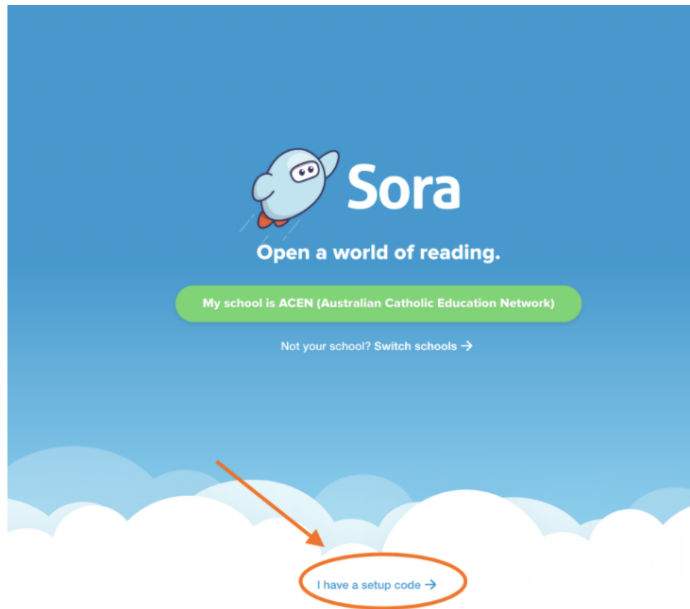 Sora
Open a world of reading.
My school is ACEN (Australian Catholic Education Network)
Not your school? Switch schools →
I have a setup code →